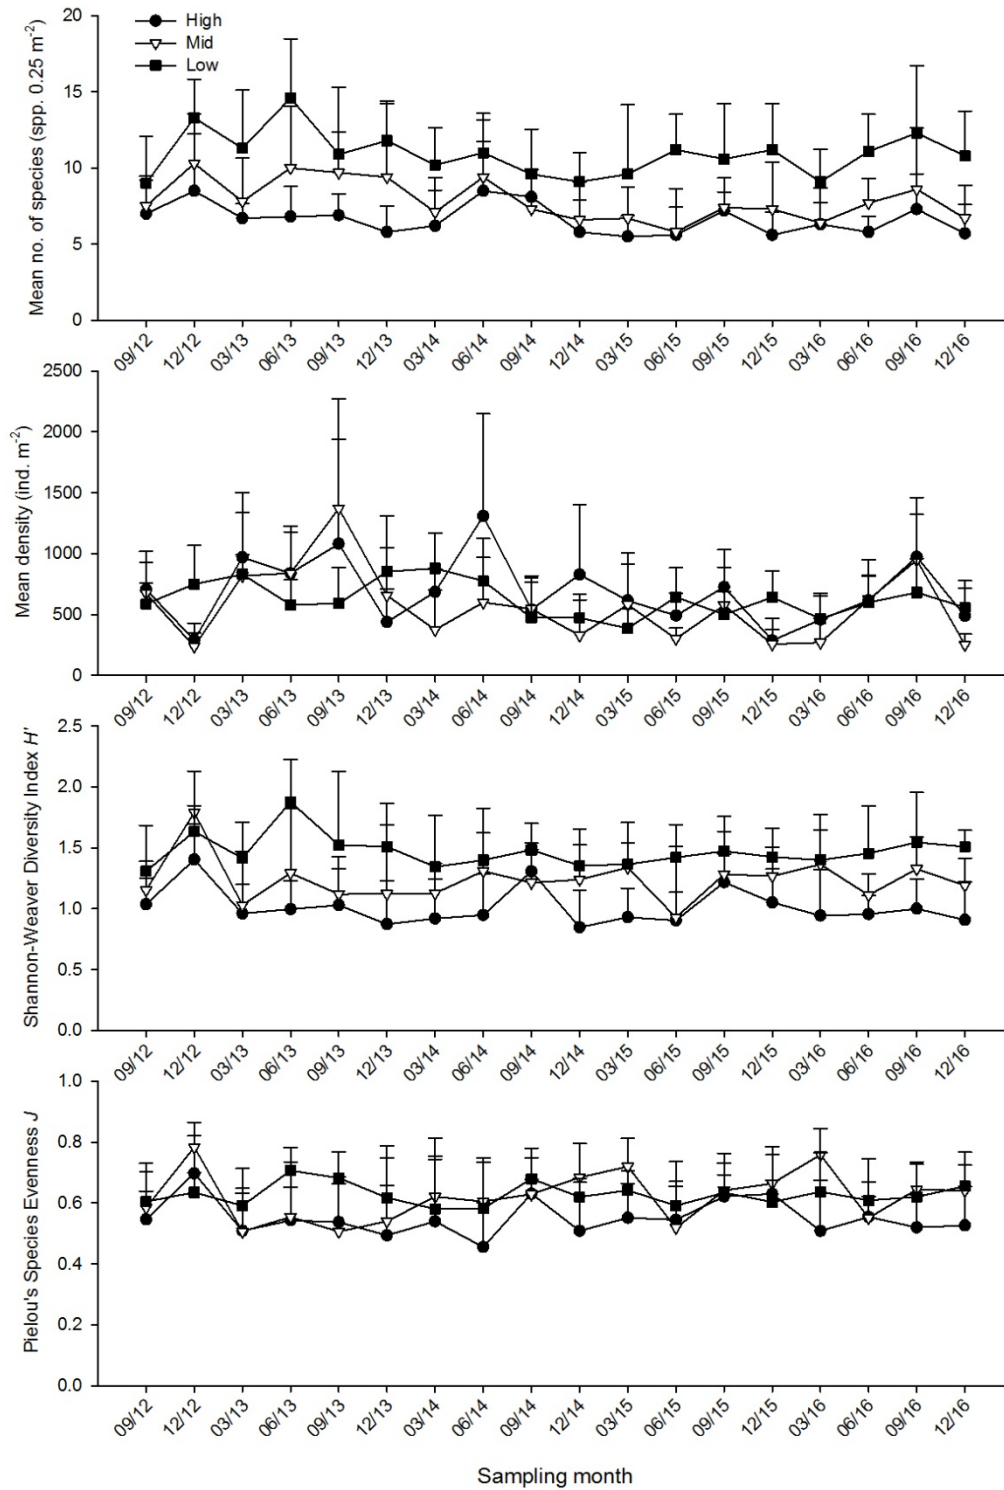 High
Mid
Low
Mean no. of species (spp. 0.25 m⁻²)
20
15
10
5
0
09/12 12/12 03/13 06/13 09/13 12/13 03/14 06/14 09/14 12/14 03/15 06/15 09/15 12/15 03/16 06/16 09/16 12/16
Mean density (ind. m⁻²)
2500
2000
1500
1000
500
0
09/12 12/12 03/13 06/13 09/13 12/13 03/14 06/14 09/14 12/14 03/15 06/15 09/15 12/15 03/16 06/16 09/16 12/16
Shannon-Weaver Diversity Index H'
2.5
2.0
1.5
1.0
0.5
0.0
09/12 12/12 03/13 06/13 09/13 12/13 03/14 06/14 09/14 12/14 03/15 06/15 09/15 12/15 03/16 06/16 09/16 12/16
Pielou's Species Evenness J
1.0
0.8
0.6
0.4
0.2
0.0
09/12 12/12 03/13 06/13 09/13 12/13 03/14 06/14 09/14 12/14 03/15 06/15 09/15 12/15 03/16 06/16 09/16 12/16
Sampling month